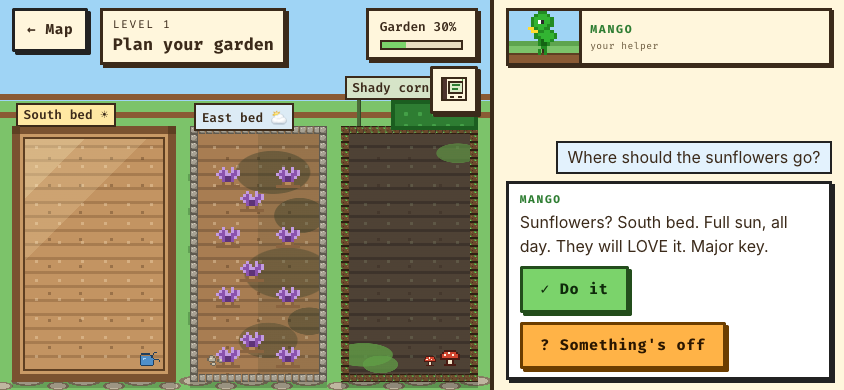 ← Map
LEVEL 1
Plan your garden
Garden 30%
Shady corn
South bed ☀
East bed ⛅
MANGO
your helper
Where should the sunflowers go?
MANGO
Sunflowers? South bed. Full sun, all
day. They will LOVE it. Major key.
✓ Do it
? Something's off